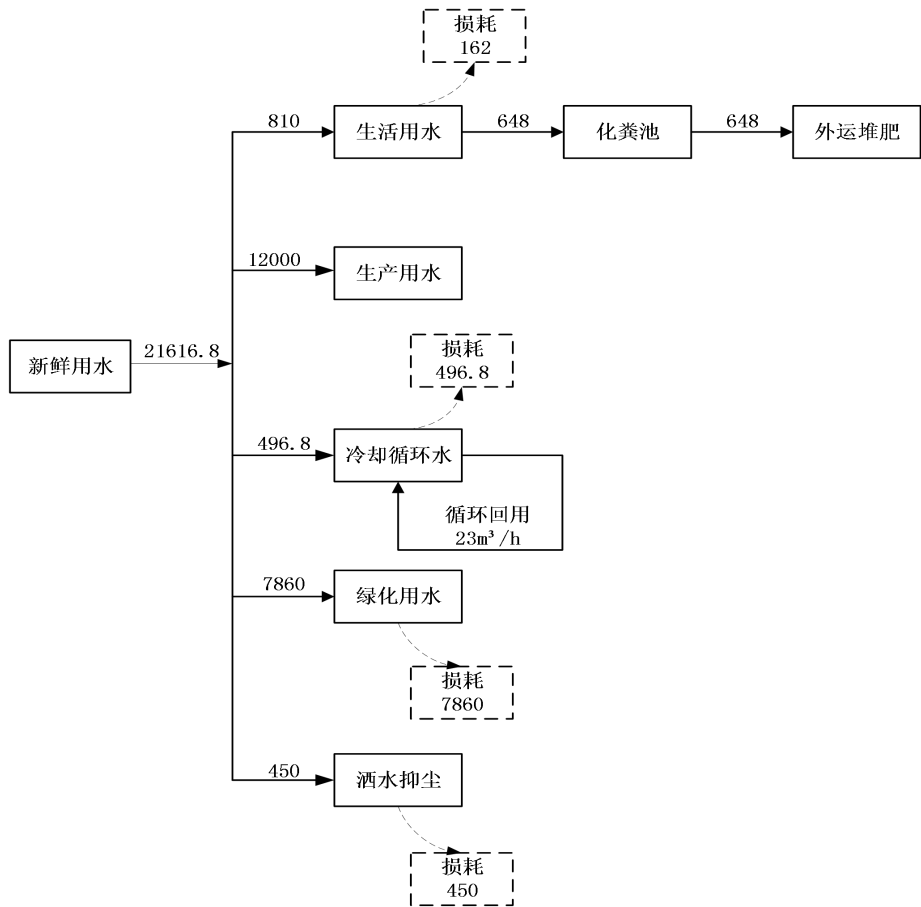 损耗
162
810
生活用水
648
化粪池
648
外运堆肥
12000
生产用水
新鲜用水
21616.8
损耗
496.8
496.8
冷却循环水
循环回用
23m³/h
7860
绿化用水
损耗
7860
450
洒水抑尘
损耗
450